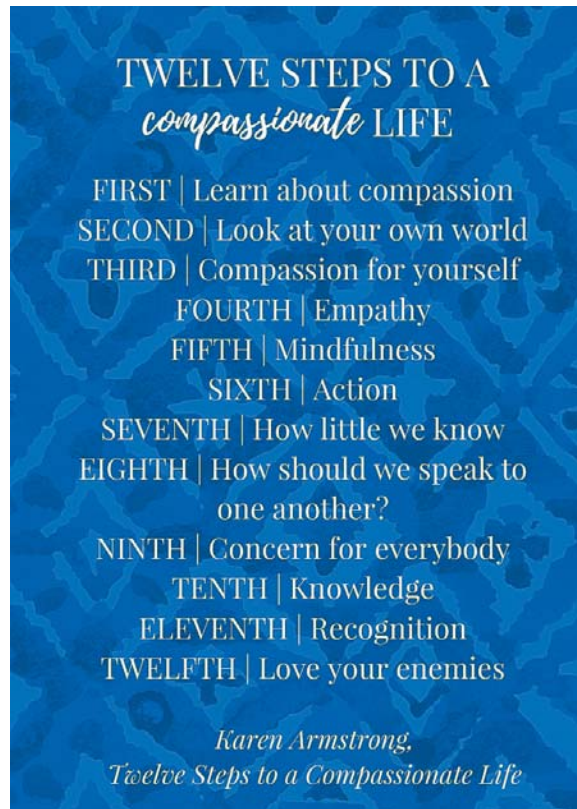 TWELVE STEPS TO A
compassionate LIFE
FIRST | Learn about compassion
SECOND | Look at your own world
THIRD | Compassion for yourself
FOURTH | Empathy
FIFTH | Mindfulness
SIXTH | Action
SEVENTH | How little we know
EIGHTH | How should we speak to
one another?
NINTH | Concern for everybody
TENTH | Knowledge
ELEVENTH | Recognition
TWELFTH | Love your enemies
Karen Armstrong,
Twelve Steps to a Compassionate Life